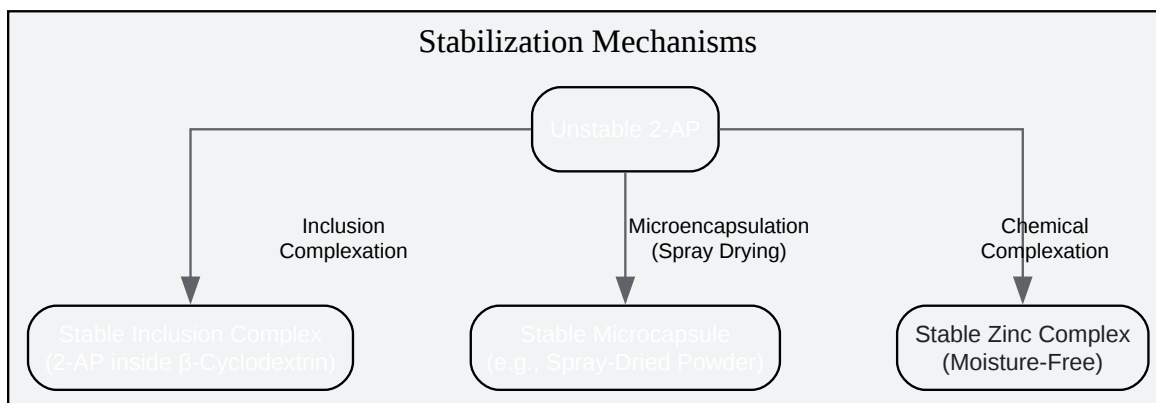 Stabilization Mechanisms
Unstable 2-AP
Inclusion
Complexation
Microencapsulation
(Spray Drying)
Chemical
Complexation
Stable Inclusion Complex
(2-AP inside β-Cyclodextrin)
Stable Microcapsule
(e.g., Spray-Dried Powder)
Stable Zinc Complex
(Moisture-Free)